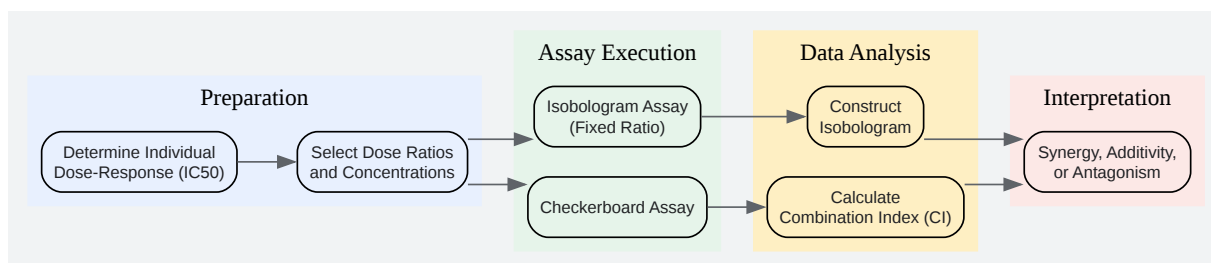 Preparation
Determine Individual
Dose-Response (IC50)
Select Dose Ratios
and Concentrations
Assay Execution
Isobologram Assay
(Fixed Ratio)
Checkerboard Assay
Data Analysis
Construct
Isobologram
Calculate
Combination Index (CI)
Interpretation
Synergy, Additivity,
or Antagonism